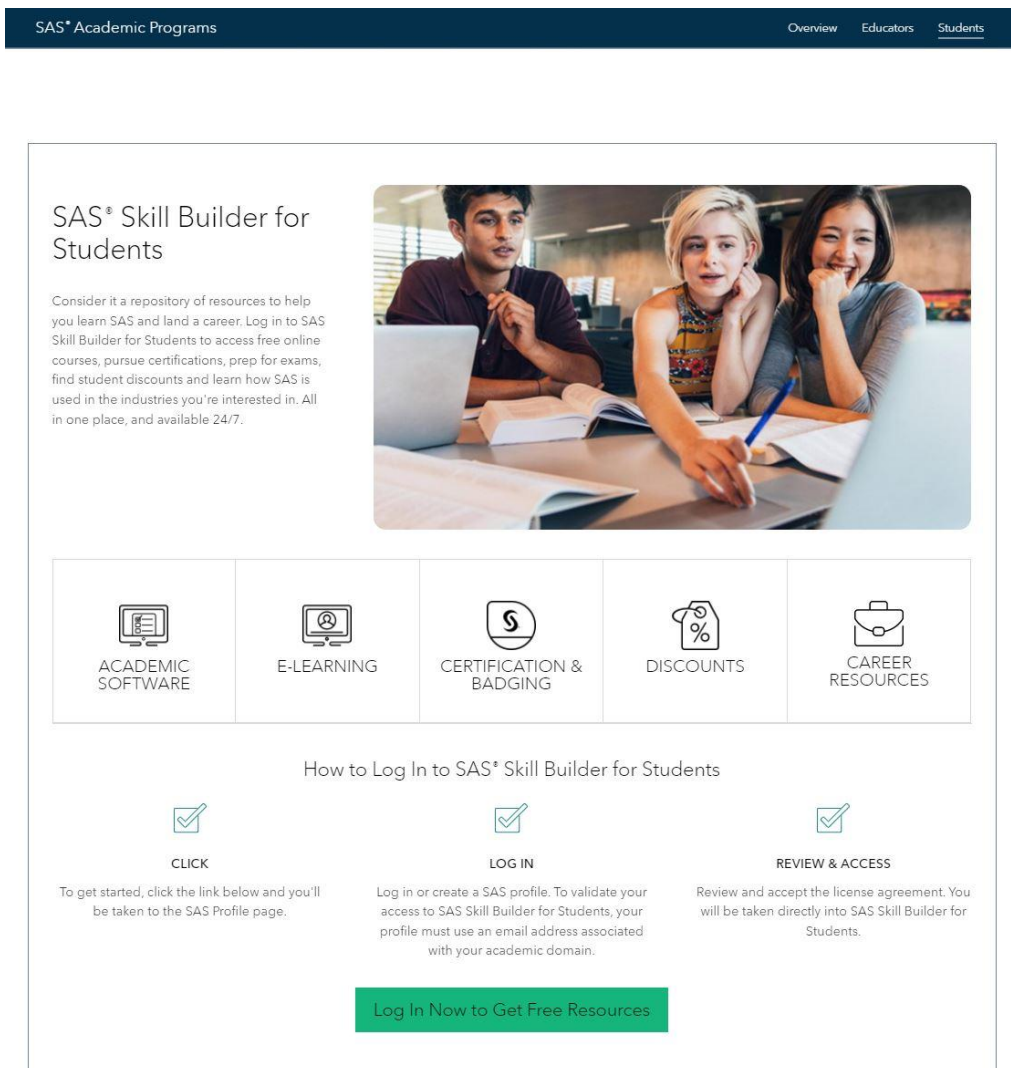 SAS® Academic Programs
Overview
Educators
Students
SAS® Skill Builder for
Students
Consider it a repository of resources to help
you learn SAS and land a career. Log in to SAS
Skill Builder for Students to access free online
courses, pursue certifications, prep for exams,
find student discounts and learn how SAS is
used in the industries you're interested in. All
in one place, and available 24/7.
ACADEMIC
SOFTWARE
E-LEARNING
CERTIFICATION &
BADGING
DISCOUNTS
CAREER
RESOURCES
How to Log In to SAS® Skill Builder for Students
CLICK
To get started, click the link below and you'll
be taken to the SAS Profile page.
LOG IN
Log in or create a SAS profile. To validate your
access to SAS Skill Builder for Students, your
profile must use an email address associated
with your academic domain.
REVIEW & ACCESS
Review and accept the license agreement. You
will be taken directly into SAS Skill Builder for
Students.
Log In Now to Get Free Resources